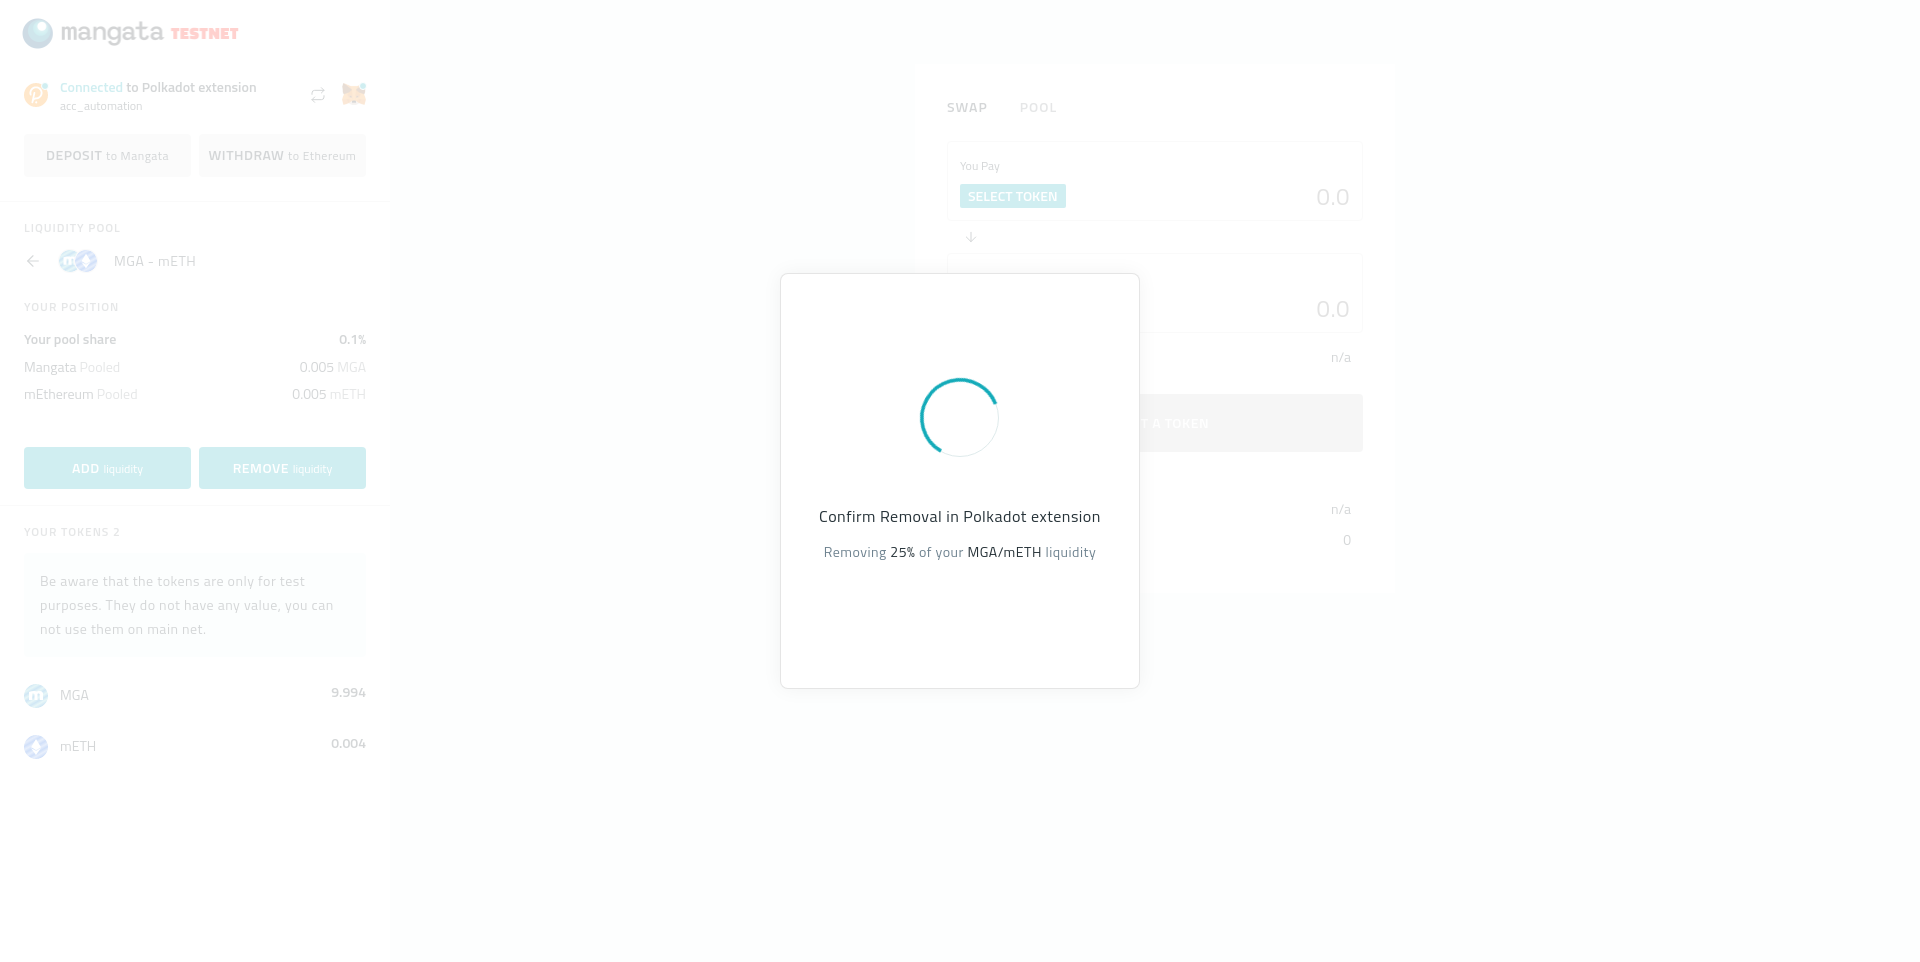 mangata TESTNET
Connected to Polkadot extension
acc_automation
DEPOSIT to Mangata
WITHDRAW to Ethereum
LIQUIDITY POOL
MGA - mETH
YOUR POSITION
Your pool share 0.1%
Mangata Pooled 0.005 MGA
mEthereum Pooled 0.005 mETH
ADD liquidity
REMOVE liquidity
YOUR TOKENS 2
Be aware that the tokens are only for test
purposes. They do not have any value, you can
not use them on main net.
MGA 9.994
mETH 0.004
SWAP POOL
You Pay
SELECT TOKEN 0.0
0.0
n/a
T A TOKEN
n/a
0
Confirm Removal in Polkadot extension
Removing 25% of your MGA/mETH liquidity